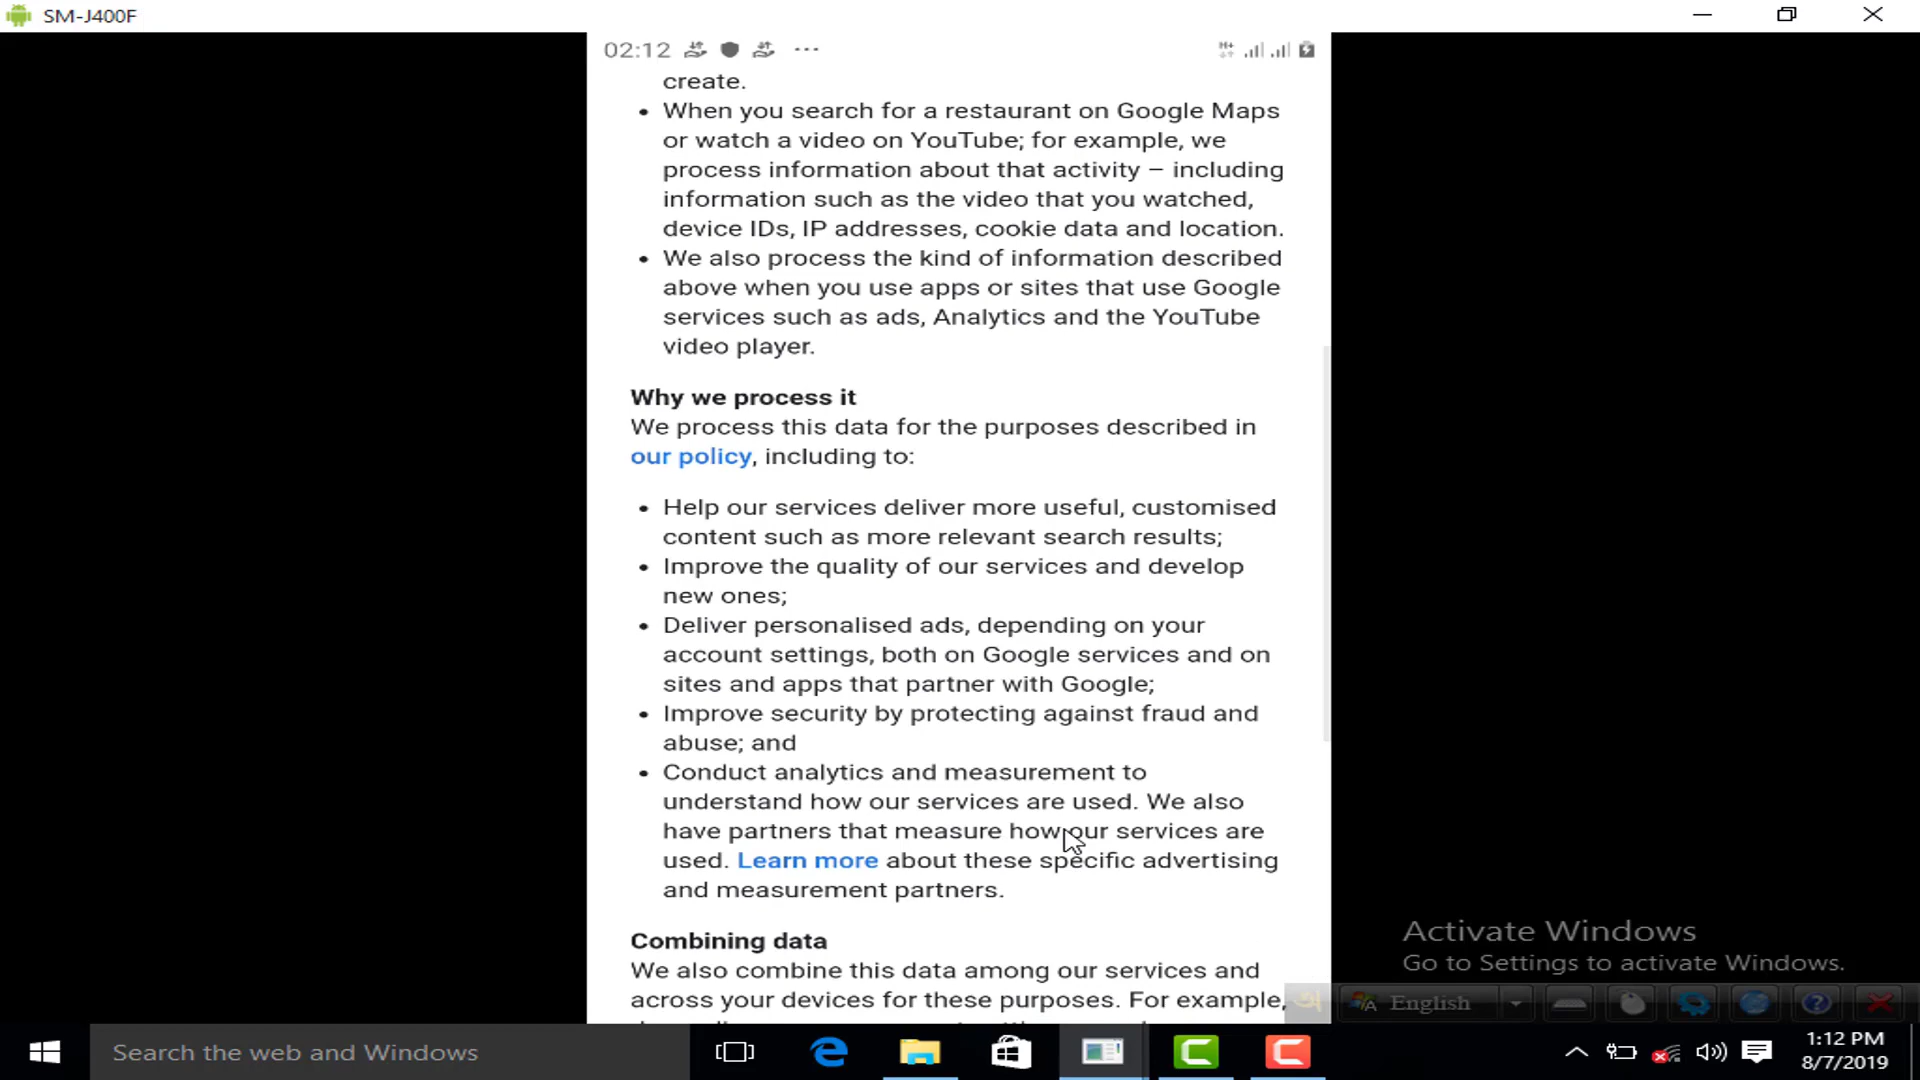 SM-J400F
02:12
create.
• When you search for a restaurant on Google Maps
or watch a video on YouTube; for example, we
process information about that activity – including
information such as the video that you watched,
device IDs, IP addresses, cookie data and location.
• We also process the kind of information described
above when you use apps or sites that use Google
services such as ads, Analytics and the YouTube
video player.
Why we process it
We process this data for the purposes described in
our policy, including to:
• Help our services deliver more useful, customised
content such as more relevant search results;
• Improve the quality of our services and develop
new ones;
• Deliver personalised ads, depending on your
account settings, both on Google services and on
sites and apps that partner with Google;
• Improve security by protecting against fraud and
abuse; and
• Conduct analytics and measurement to
understand how our services are used. We also
have partners that measure how our services are
used. Learn more about these specific advertising
and measurement partners.
Combining data
We also combine this data among our services and
across your devices for these purposes. For example,
Activate Windows
Go to Settings to activate Windows.
English
Search the web and Windows
1:12 PM
8/7/2019